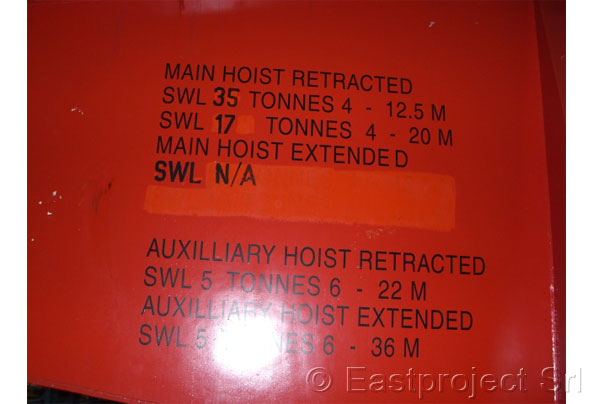 MAIN HOIST RETRACTED
SWL 35 TONNES 4 - 12.5 M
SWL 17 TONNES 4 - 20 M
MAIN HOIST EXTENDED
SWL N/A
AUXILLIARY HOIST RETRACTED
SWL 5 TONNES 6 - 22 M
AUXILLIARY HOIST EXTENDED
SWL 5 TONNES 6 - 36 M
© Eastproject Srl